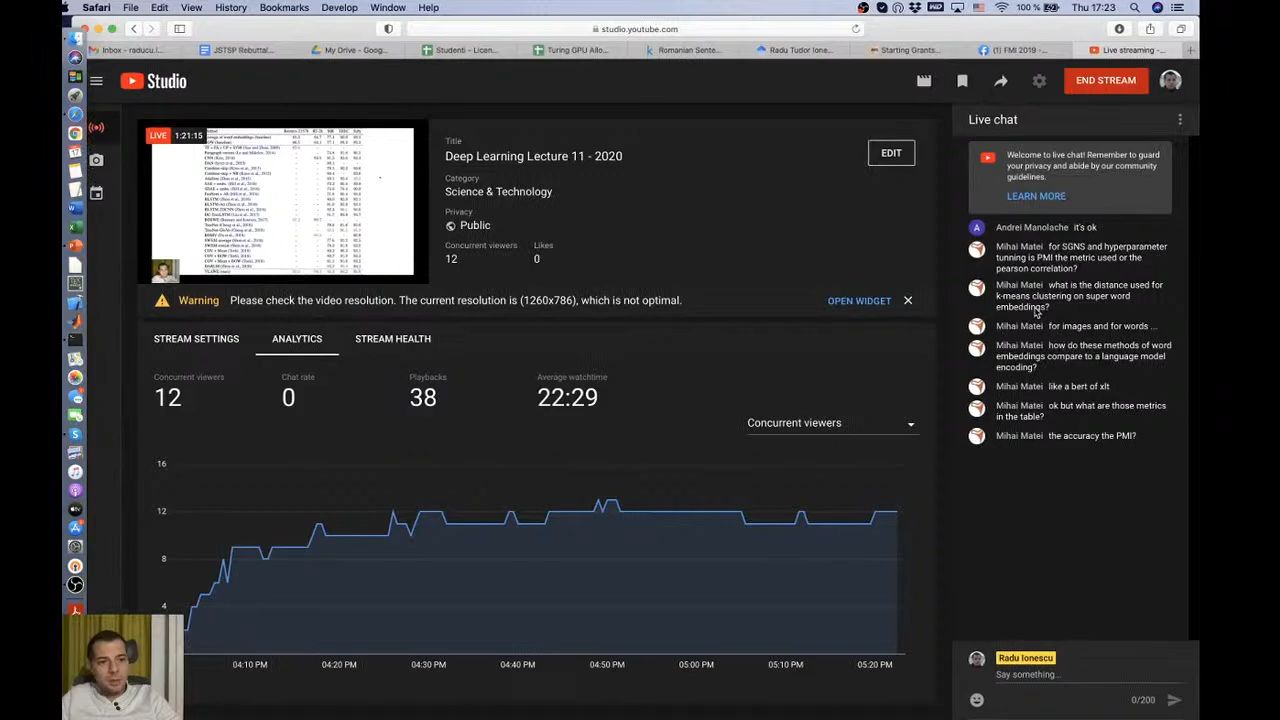 Safari File Edit View History Bookmarks Develop Window Help 100 % Thu 17:23
studio.youtube.com
Inbox - raducu.i... JSTSP Rebuttal... My Drive - Goog... Studenti - Licen... Turing GPU Allo... Romanian Sente... Radu Tudor Ione... Starting Grants... (1) FMI 2019 -... Live streaming -...
Studio
END STREAM
LIVE 1:21:15
Title
Deep Learning Lecture 11 - 2020
Category
Science & Technology
Privacy
Public
Concurrent viewers Likes
12 0
EDIT
Warning Please check the video resolution. The current resolution is (1260x786), which is not optimal.
OPEN WIDGET
STREAM SETTINGS ANALYTICS STREAM HEALTH
Concurrent viewers Chat rate Playbacks Average watchtime
12 0 38 22:29
Concurrent viewers
16
12
8
4
04:10 PM 04:20 PM 04:30 PM 04:40 PM 04:50 PM 05:00 PM 05:10 PM 05:20 PM
Live chat
Welcome to live chat! Remember to guard
your privacy and abide by our community
guidelines.
LEARN MORE
Andrei Manolache it's ok
Mihai Matei for SGNS and hyperparameter
tunning is PMI the metric used or the
pearson correlation?
Mihai Matei what is the distance used for
k-means clustering on super word
embeddings?
Mihai Matei for images and for words ...
Mihai Matei how do these methods of word
embeddings compare to a language model
encoding?
Mihai Matei like a bert of xlt
Mihai Matei ok but what are those metrics
in the table?
Mihai Matei the accuracy the PMI?
Radu Ionescu
Say something...
0/200